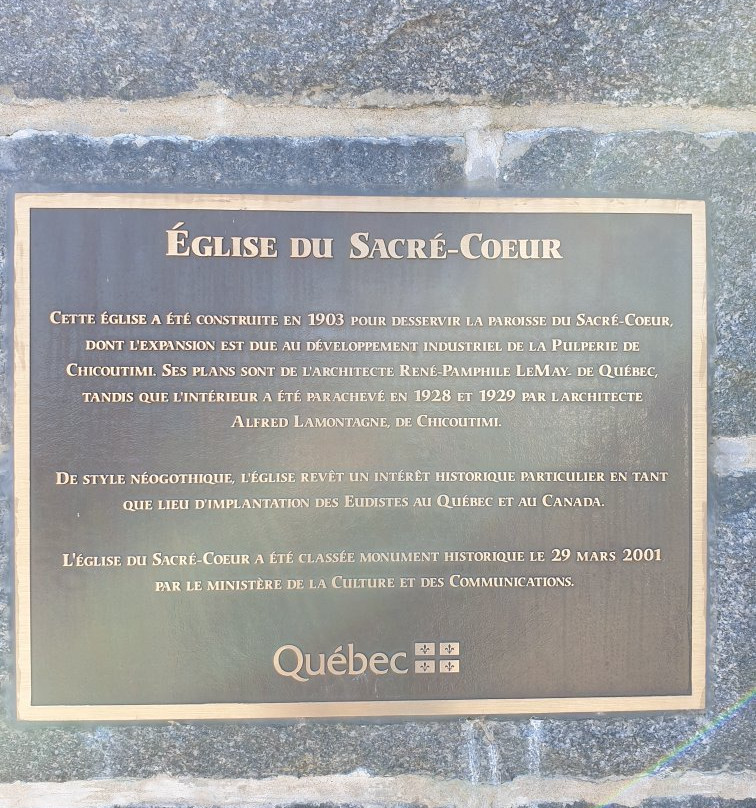 Église du Sacré-Coeur
Cette église a été construite en 1903 pour desservir la paroisse du Sacré-Coeur,
dont l'expansion est due au développement industriel de la Pulperie de
Chicoutimi. Ses plans sont de l'architecte René-Pamphile LeMay de Québec,
tandis que l'intérieur a été parachevé en 1928 et 1929 par l'architecte
Alfred Lamontagne, de Chicoutimi.
De style néogothique, l'église revêt un intérêt historique particulier en tant
que lieu d'implantation des Eudistes au Québec et au Canada.
L'église du Sacré-Coeur a été classée monument historique le 29 mars 2001
par le ministère de la Culture et des Communications.
Québec